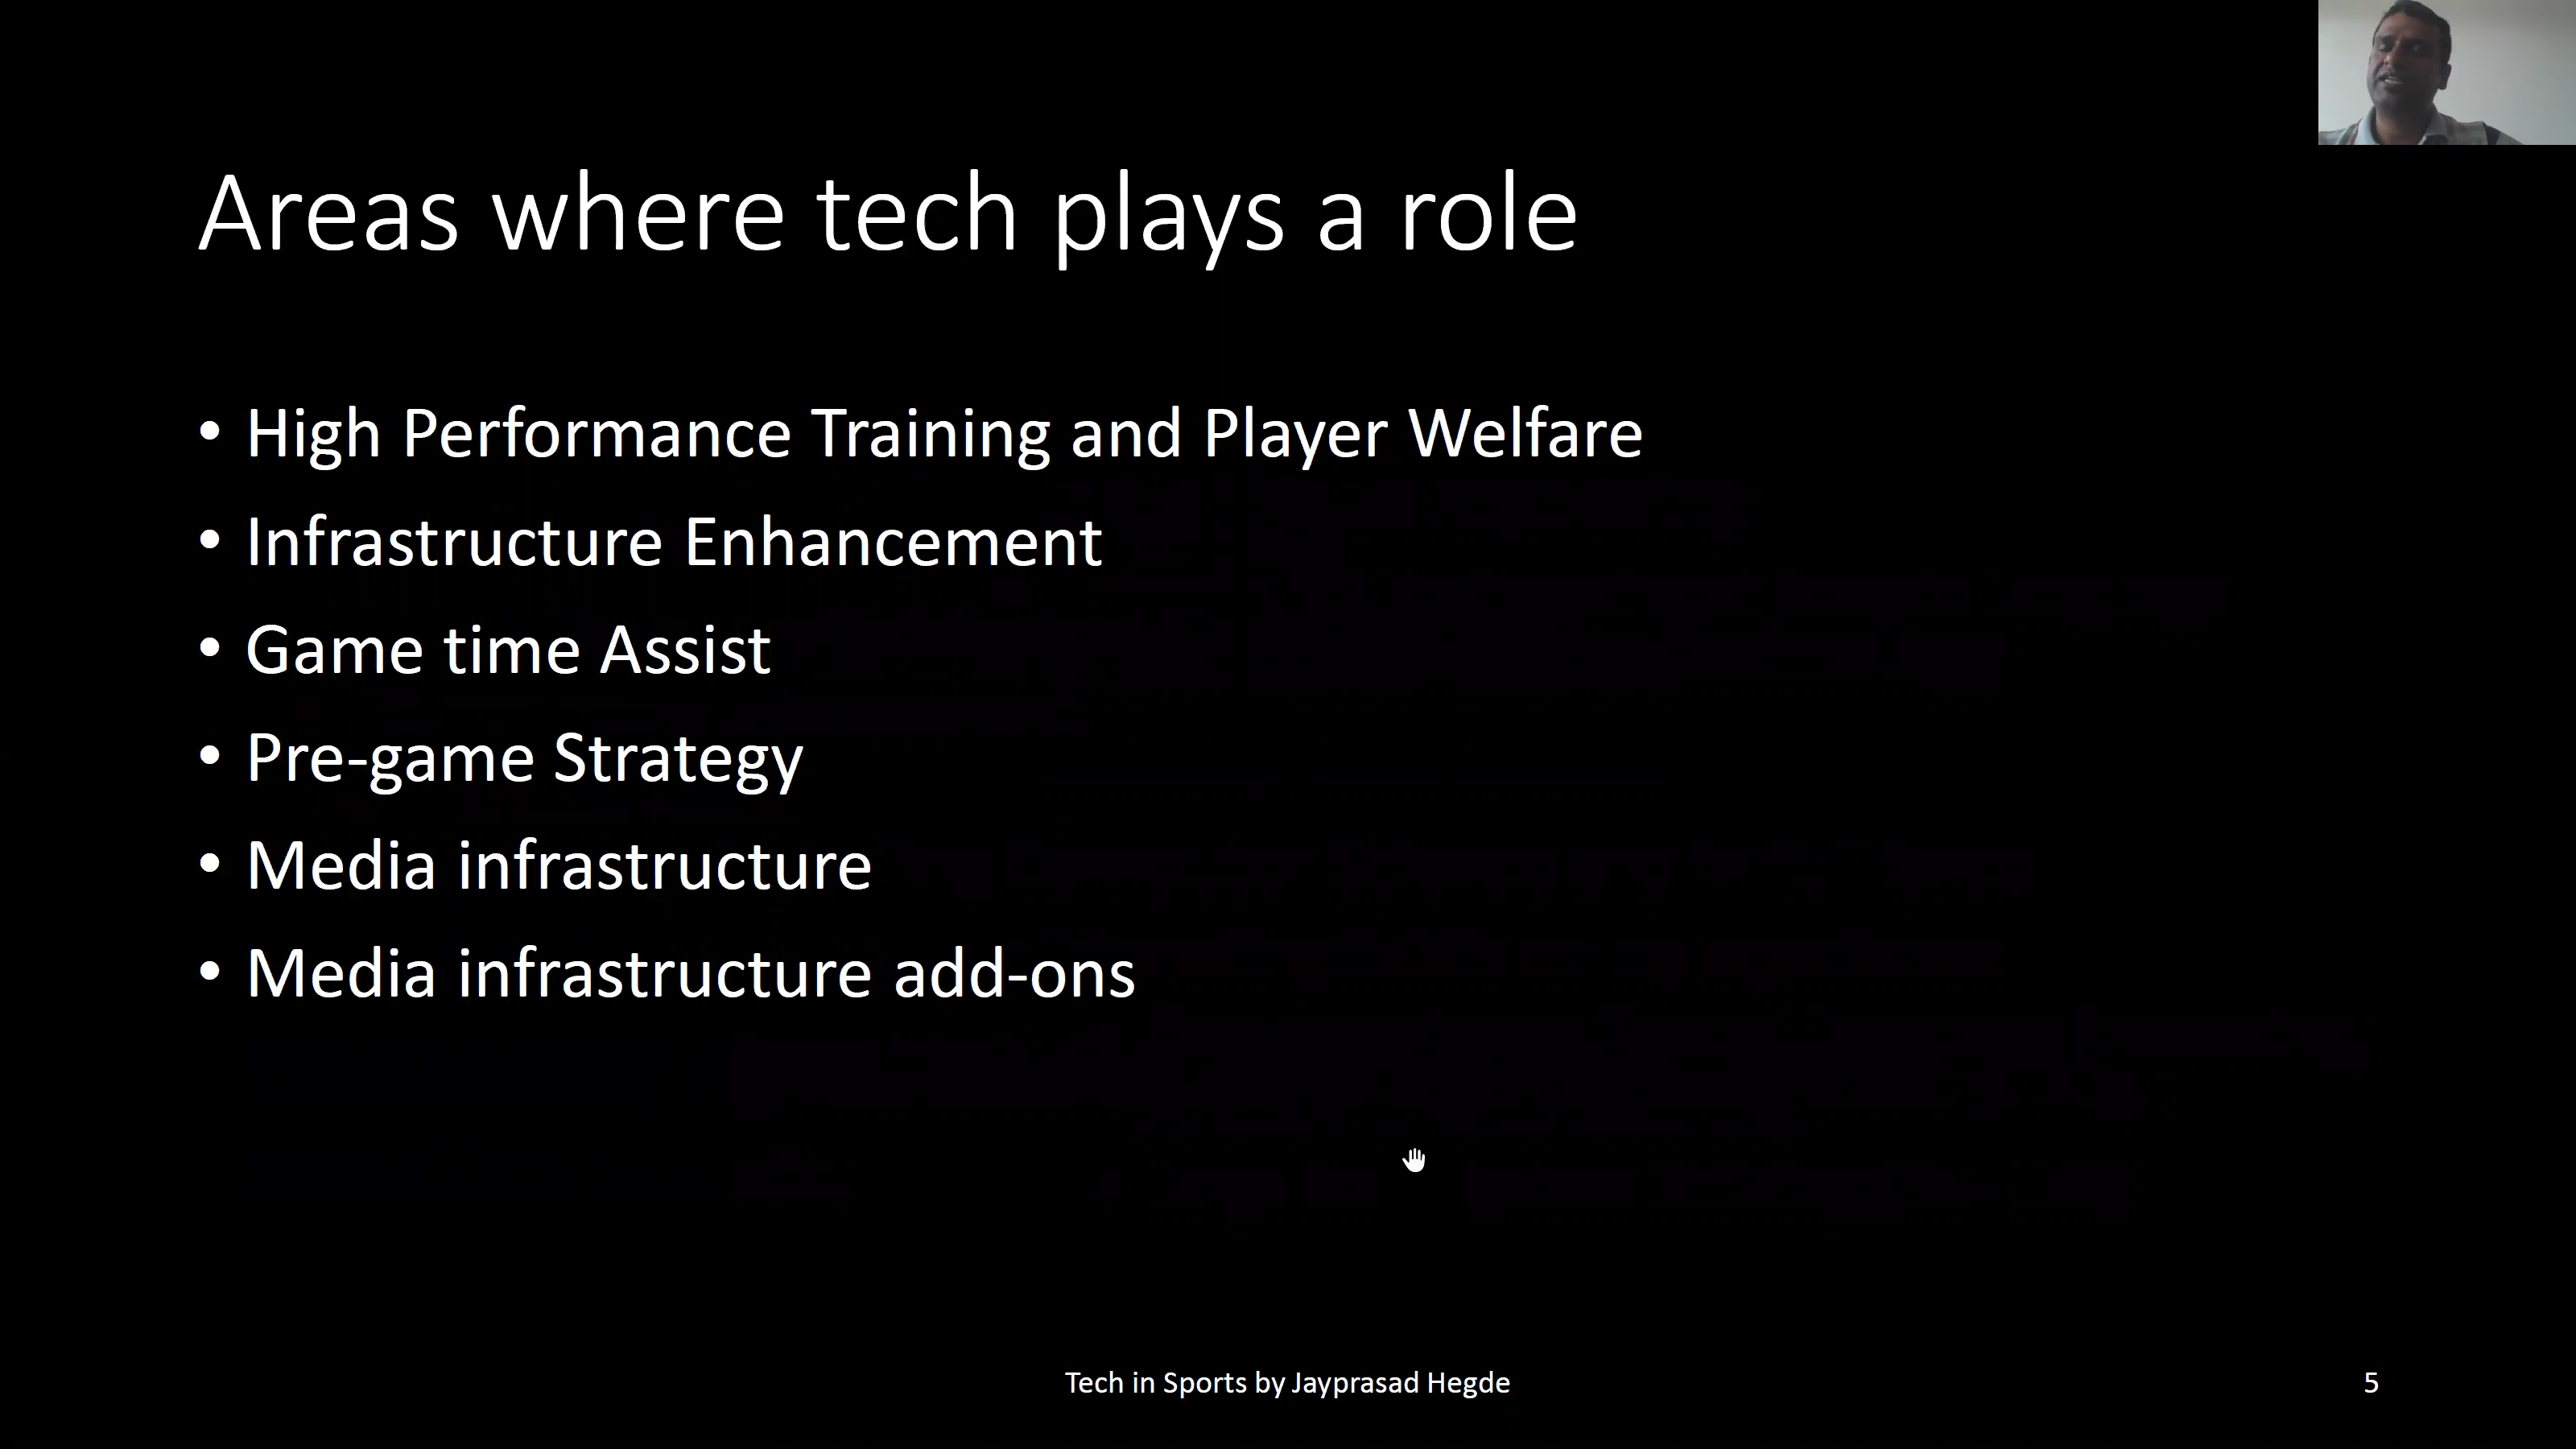 Areas where tech plays a role
• High Performance Training and Player Welfare
• Infrastructure Enhancement
• Game time Assist
• Pre-game Strategy
• Media infrastructure
• Media infrastructure add-ons
Tech in Sports by Jayprasad Hegde
5